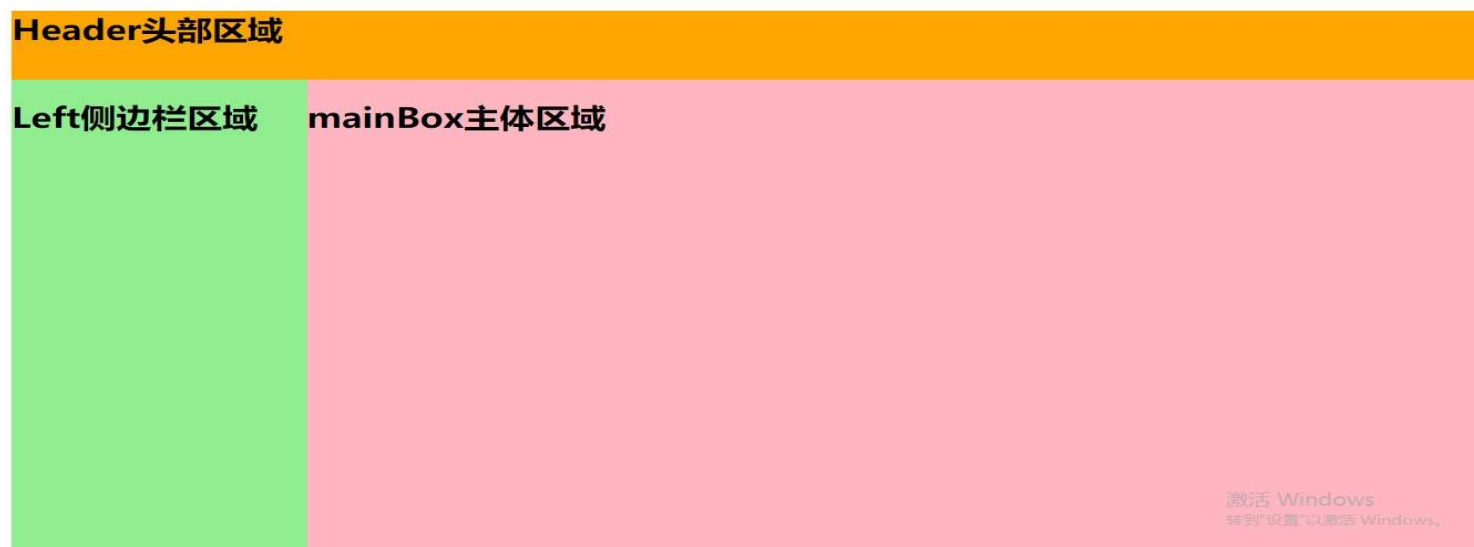 Header头部区域
Left侧边栏区域
mainBox主体区域
激活 Windows
转到"设置"以激活 Windows。